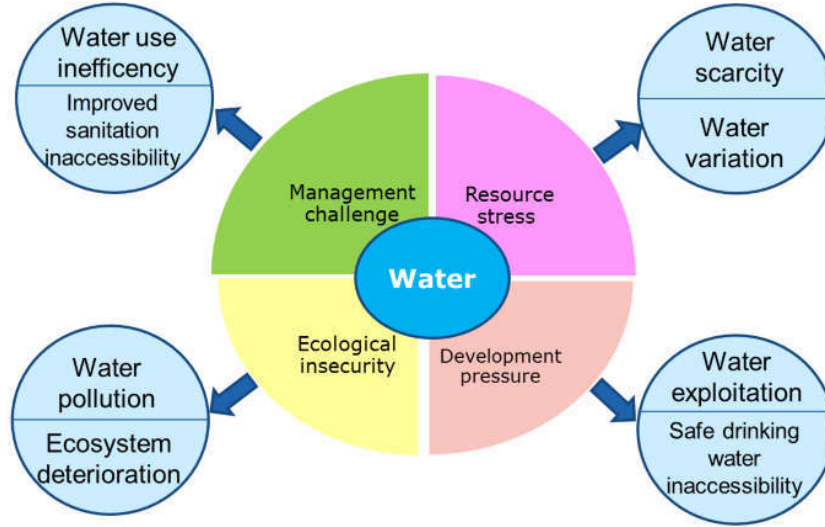 Water use
inefficency
Improved
sanitation
inaccessibility
Water
scarcity
Water
variation
Management
challenge
Resource
stress
Water
Ecological
insecurity
Development
pressure
Water
pollution
Ecosystem
deterioration
Water
exploitation
Safe drinking
water
inaccessibility